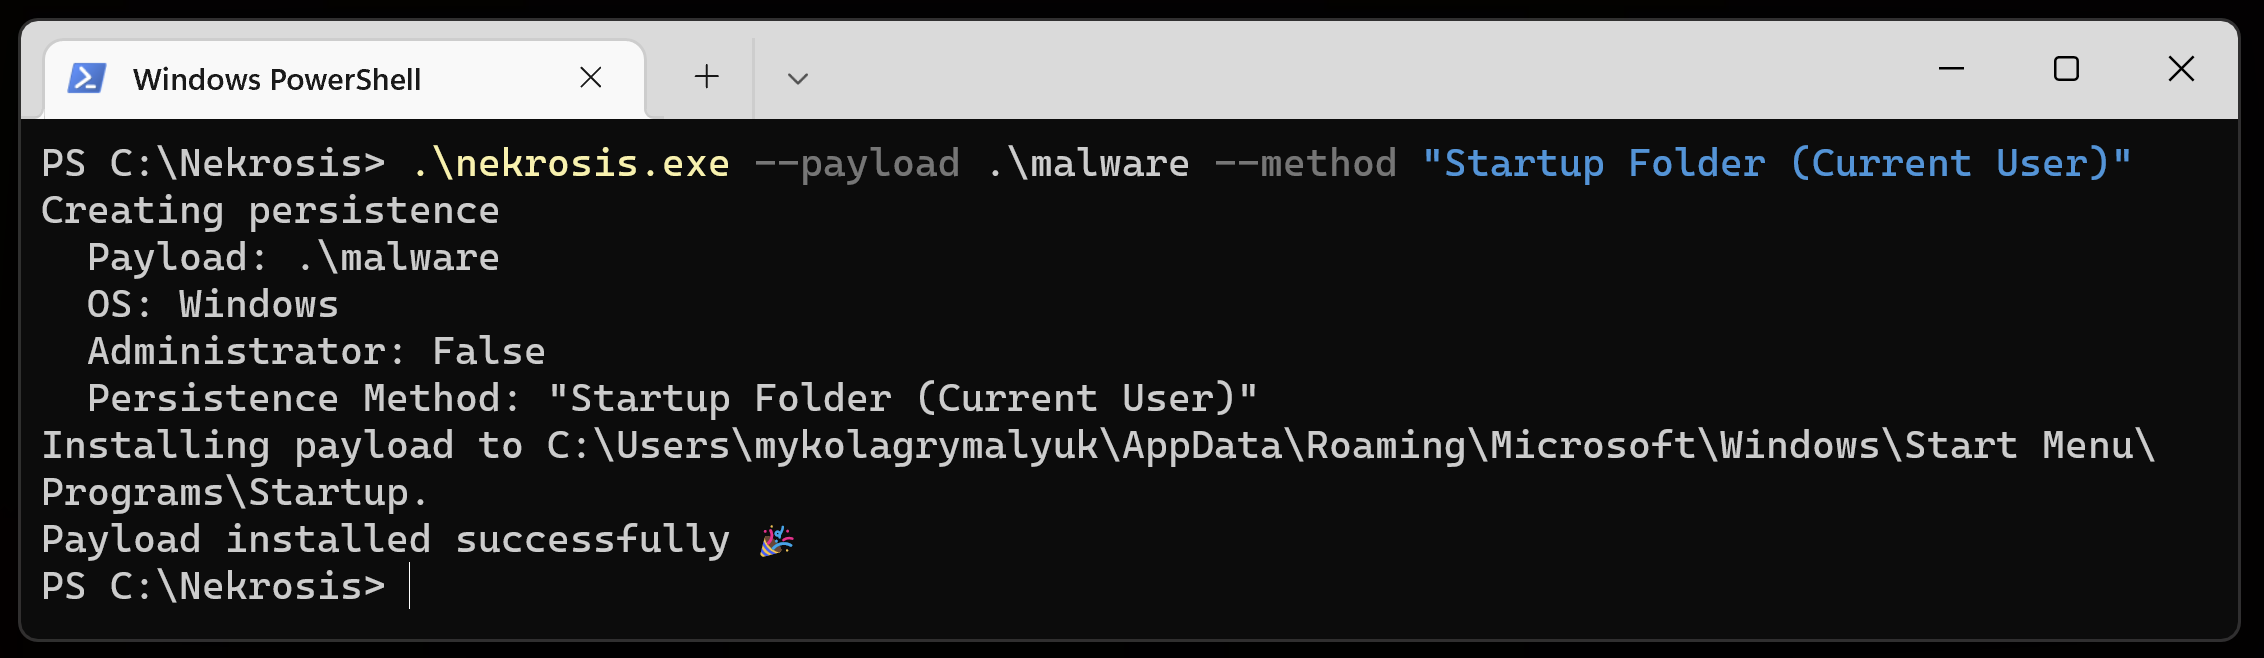 Windows PowerShell
PS C:\Nekrosis> .\nekrosis.exe --payload .\malware --method "Startup Folder (Current User)"
Creating persistence
  Payload: .\malware
  OS: Windows
  Administrator: False
  Persistence Method: "Startup Folder (Current User)"
Installing payload to C:\Users\mykolagrymalyuk\AppData\Roaming\Microsoft\Windows\Start Menu\
Programs\Startup.
Payload installed successfully 🎉
PS C:\Nekrosis>